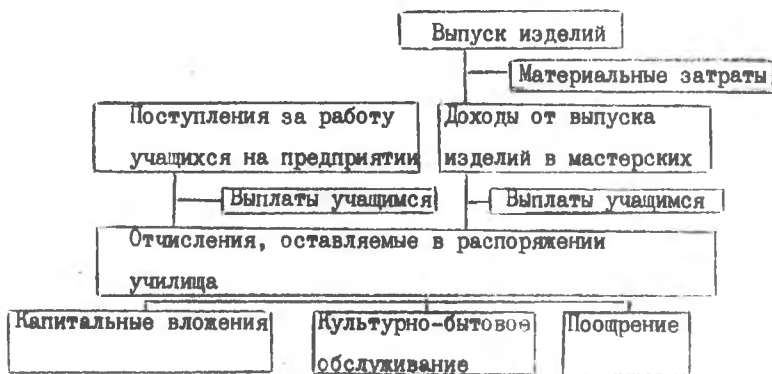 Выпуск изделий
Материальные затраты
Поступления за работу
учащихся на предприятии
Доходы от выпуска
изделий в мастерских
Выплаты учащимся
Выплаты учащимся
Отчисления, оставляемые в распоряжении
училища
Капитальные вложения
Культурно-бытовое
обслуживание
Поощрение